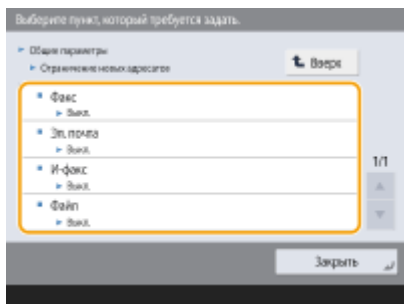 Выберите пункт, который требуется задать.
Общие параметры
Ограничение новых адресатов
Вверх
Факс
Выкл.
Эл. почта
Выкл.
И-факс
Выкл.
Файл
Выкл.
1/1
Закрыть